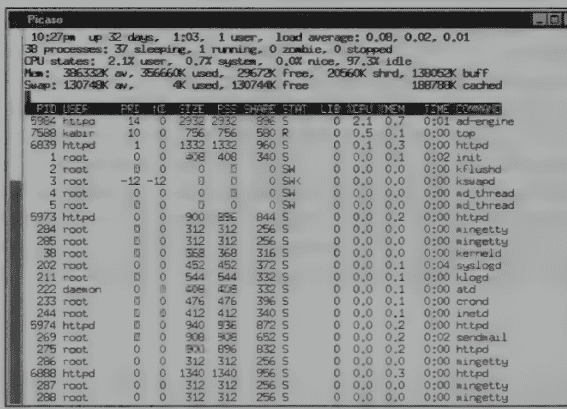 Picaso
10:27pm up 32 days, 1:03, 1 user, load average: 0.08, 0.02, 0.01
38 processes: 37 sleeping, 1 running, 0 zombie, 0 stopped
CPU states: 2.1% user, 0.7% system, 0.0% nice, 97.3% idle
Mem: 386332K av, 356660K used, 29672K free, 20560K shrd, 138052K buff
Swap: 130748K av, 4K used, 130744K free 188788K cached
PID USER PRI NI SIZE RSS SHARE STAT LIB %CPU %MEM TIME COMMAND
5984 httpd 14 0 2932 2932 896 S 0 2.1 0.7 0:01 ad-engine
7588 kabir 10 0 756 756 580 R 0 0.5 0.1 0:00 top
6839 httpd 1 0 1332 1332 960 S 0 0.1 0.3 0:00 httpd
1 root 0 0 408 408 340 S 0 0.0 0.1 0:02 init
2 root 0 0 0 0 0 SW 0 0.0 0.0 0:00 kflushd
3 root -12 -12 0 0 0 SW< 0 0.0 0.0 0:00 kswapd
4 root 0 0 0 0 0 SW 0 0.0 0.0 0:00 md_thread
5 root 0 0 0 0 0 SW 0 0.0 0.0 0:00 md_thread
5973 httpd 0 0 900 896 844 S 0 0.0 0.2 0:00 httpd
284 root 0 0 312 312 256 S 0 0.0 0.0 0:00 mingetty
285 root 0 0 312 312 256 S 0 0.0 0.0 0:00 mingetty
38 root 0 0 368 368 316 S 0 0.0 0.0 0:00 kerneld
202 root 0 0 452 452 372 S 0 0.0 0.1 0:04 syslogd
211 root 0 0 544 544 332 S 0 0.0 0.1 0:00 klogd
222 daemon 0 0 408 408 332 S 0 0.0 0.1 0:00 atd
233 root 0 0 476 476 396 S 0 0.0 0.1 0:00 crond
244 root 0 0 412 412 340 S 0 0.0 0.1 0:00 inetd
5974 httpd 0 0 940 936 872 S 0 0.0 0.2 0:00 httpd
269 root 0 0 908 908 652 S 0 0.0 0.2 0:02 sendmail
275 root 0 0 900 896 832 S 0 0.0 0.2 0:00 httpd
286 root 0 0 312 312 256 S 0 0.0 0.0 0:00 mingetty
6888 httpd 0 0 1340 1340 956 S 0 0.0 0.3 0:00 httpd
287 root 0 0 312 312 256 S 0 0.0 0.0 0:00 mingetty
288 root 0 0 312 312 256 S 0 0.0 0.0 0:00 mingetty